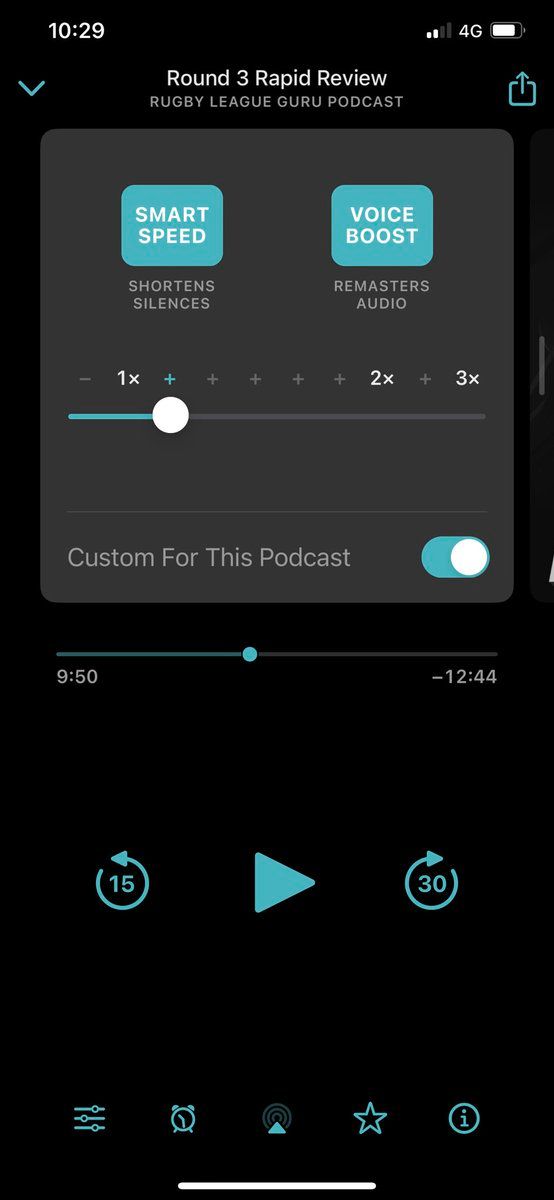 10:29
4G
Round 3 Rapid Review
RUGBY LEAGUE GURU PODCAST
SMART
SPEED
VOICE
BOOST
SHORTENS
SILENCES
REMASTERS
AUDIO
– 1× + + + + + 2× + 3×
Custom For This Podcast
9:50
–12:44
15
30